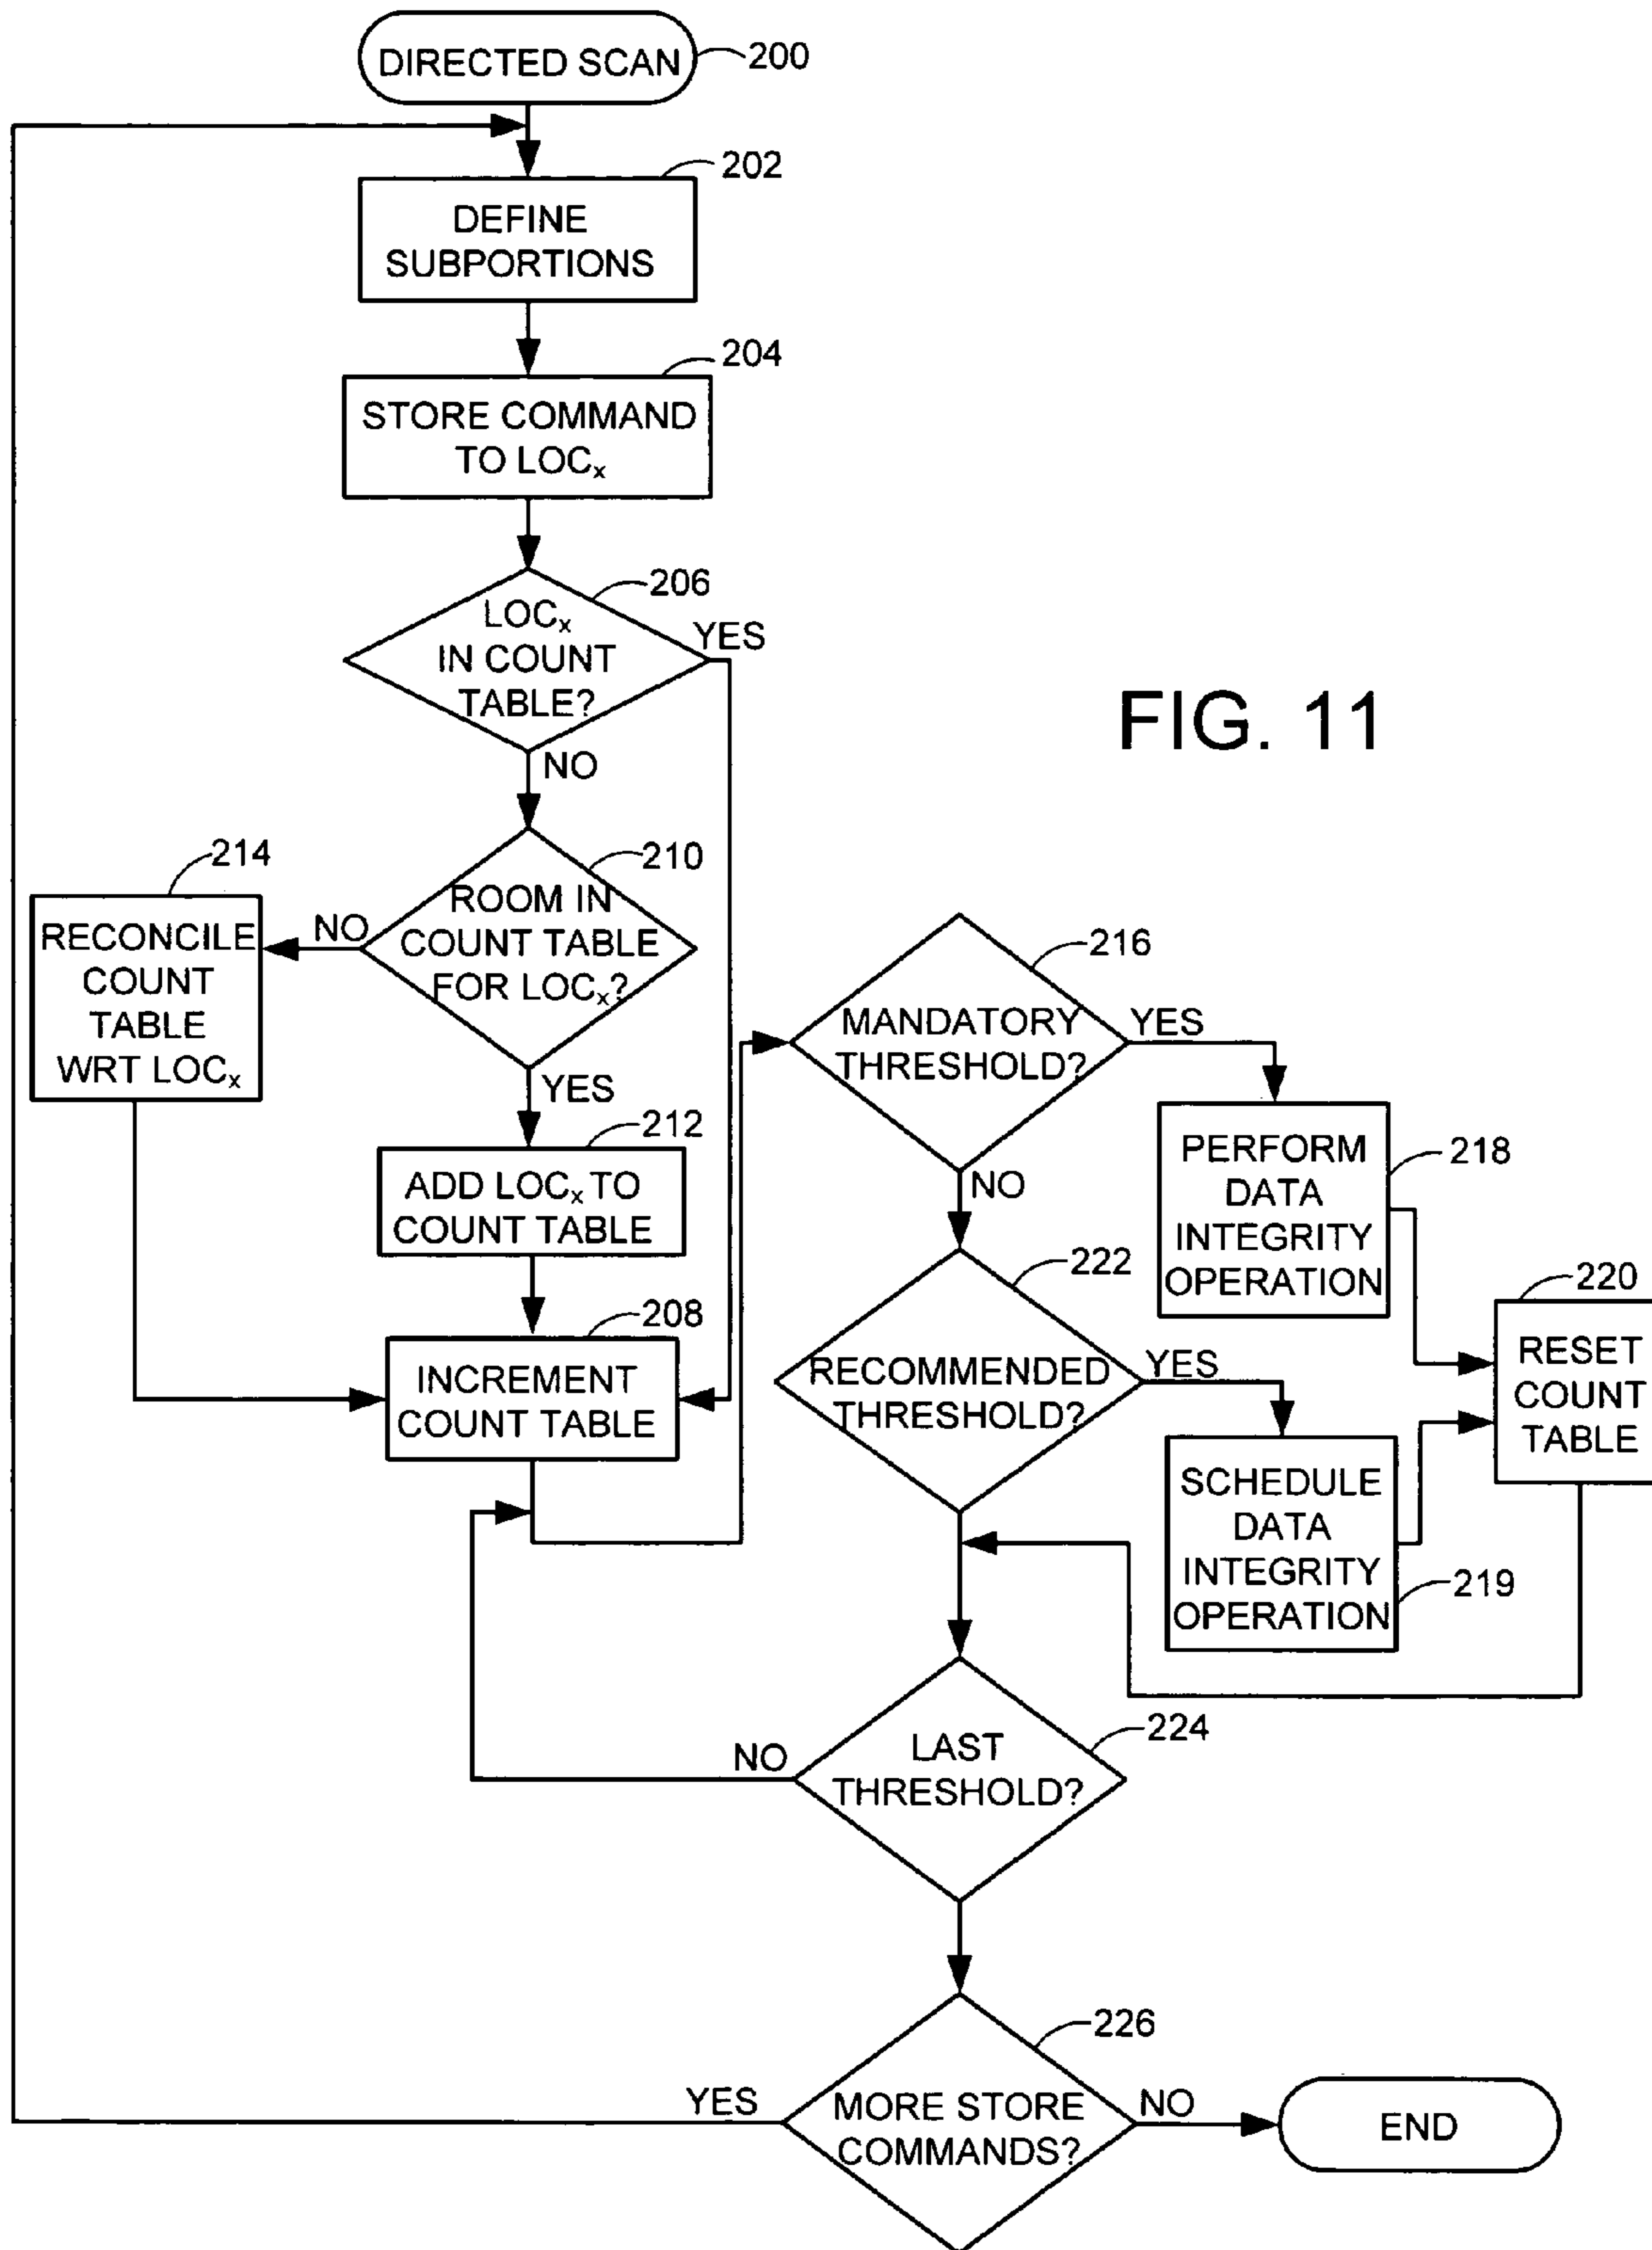 DIRECTED SCAN
200
202
DEFINE
SUBPORTIONS
204
STORE COMMAND
TO LOCₓ
206
LOCₓ
IN COUNT
TABLE?
YES
NO
FIG. 11
210
ROOM IN
COUNT TABLE
FOR LOCₓ?
NO
214
RECONCILE
COUNT
TABLE
WRT LOCₓ
YES
212
ADD LOCₓ TO
COUNT TABLE
208
INCREMENT
COUNT TABLE
216
MANDATORY
THRESHOLD?
YES
NO
PERFORM
DATA
INTEGRITY
OPERATION
218
222
RECOMMENDED
THRESHOLD?
YES
220
RESET
COUNT
TABLE
SCHEDULE
DATA
INTEGRITY
OPERATION
219
224
LAST
THRESHOLD?
NO
226
MORE STORE
COMMANDS?
YES
NO
END